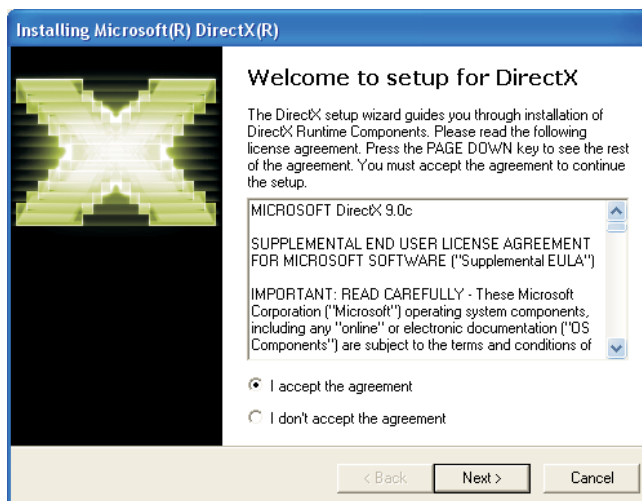 Installing Microsoft(R) DirectX(R)
Welcome to setup for DirectX
The DirectX setup wizard guides you through installation of
DirectX Runtime Components. Please read the following
license agreement. Press the PAGE DOWN key to see the rest
of the agreement. You must accept the agreement to continue
the setup.
MICROSOFT DirectX 9.0c
SUPPLEMENTAL END USER LICENSE AGREEMENT
FOR MICROSOFT SOFTWARE ("Supplemental EULA")
IMPORTANT: READ CAREFULLY - These Microsoft
Corporation ("Microsoft") operating system components,
including any "online" or electronic documentation ("OS
Components") are subject to the terms and conditions of
I accept the agreement
I don't accept the agreement
< Back Next > Cancel